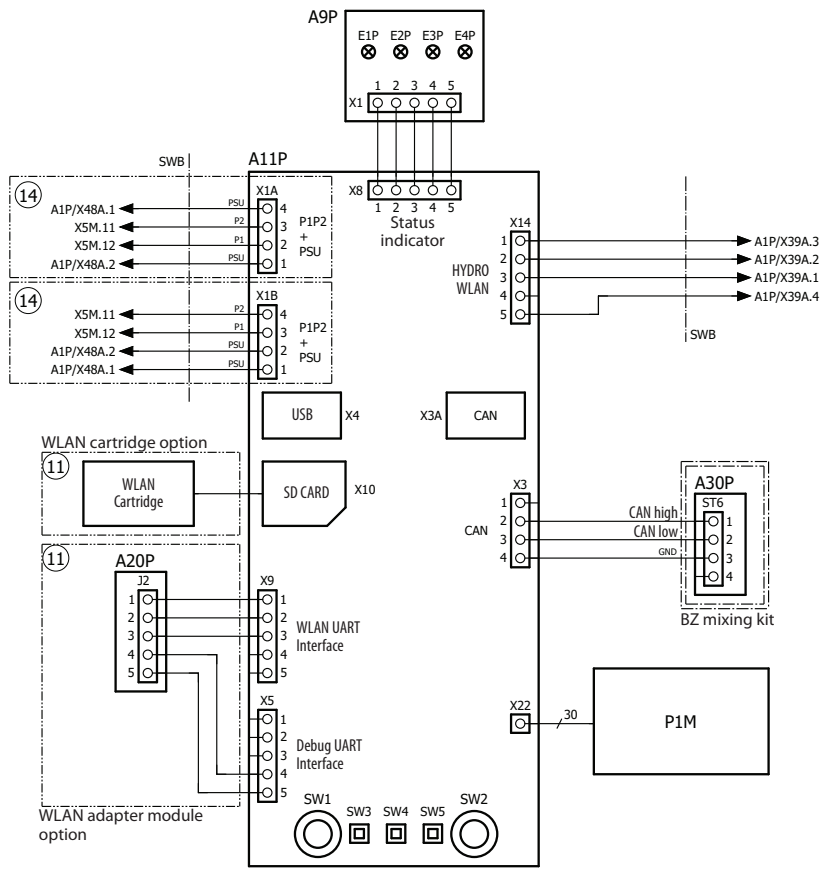 A9P
E1P E2P E3P E4P
1 2 3 4 5
X1
SWB
A11P
14
X1A
A1P/X48A.1 PSU 4
X5M.11 P2 3
X5M.12 P1 2
A1P/X48A.2 PSU 1
P1P2
+
PSU
X8
1 2 3 4 5
Status
indicator
X14
1 A1P/X39A.3
2 A1P/X39A.2
3 A1P/X39A.1
4 A1P/X39A.4
5
HYDRO
WLAN
SWB
14
X1B
X5M.11 P2 4
X5M.12 P1 3
A1P/X48A.2 PSU 2
A1P/X48A.1 PSU 1
P1P2
+
PSU
USB X4
X3A CAN
WLAN cartridge option
11
WLAN
Cartridge
SD CARD X10
X3
1
2
3
4
CAN
CAN high
CAN low
GND
A30P
ST6
1
2
3
4
BZ mixing kit
11
A20P
J2
1
2
3
4
5
X9
1
2
3
4
5
WLAN UART
Interface
X5
1
2
3
4
5
Debug UART
Interface
X22
30
P1M
WLAN adapter module
option
SW1 SW3 SW4 SW5 SW2